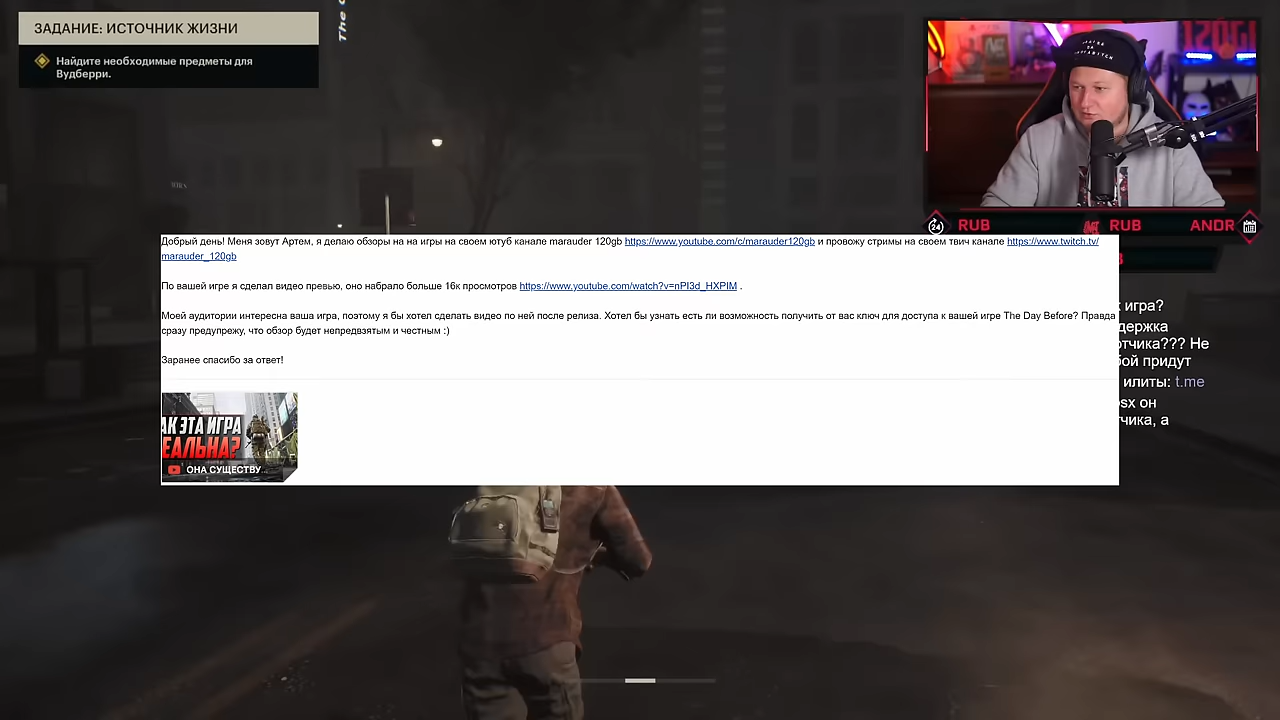 ЗАДАНИЕ: ИСТОЧНИК ЖИЗНИ
Найдите необходимые предметы для
Вудберри.
The
RUB
RUB
ANDR
24
Добрый день! Меня зовут Артем, я делаю обзоры на на игры на своем ютуб канале marauder 120gb https://www.youtube.com/c/marauder120gb и провожу стримы на своем твич канале https://www.twitch.tv/
marauder_120gb
По вашей игре я сделал видео превью, оно набрало больше 16к просмотров https://www.youtube.com/watch?v=nPI3d_HXPIM .
Моей аудитории интересна ваша игра, поэтому я бы хотел сделать видео по ней после релиза. Хотел бы узнать есть ли возможность получить от вас ключ для доступа к вашей игре The Day Before? Правда
сразу предупрежу, что обзор будет непредвятым и честным :)
Заранее спасибо за ответ!
АК ЭТА ИГРА
ЕАЛЬНА?
ОНА СУЩЕСТВУ...
к игра?
держка
отчика??? Не
бой придут
илиты: t.me
sx он
чика, а